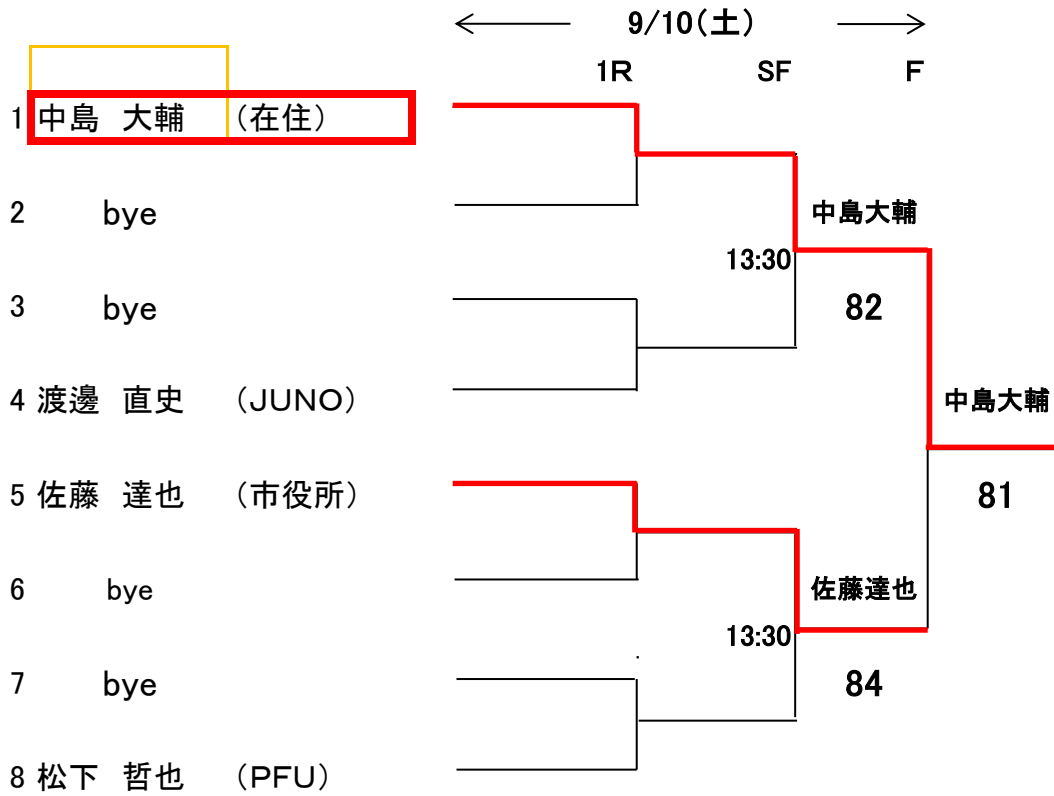 9/10(土)
1R SF F
1 中島 大輔 (在住)
2 bye
中島大輔
13:30
3 bye
82
4 渡邊 直史 (JUNO)
中島大輔
5 佐藤 達也 (市役所)
81
6 bye
佐藤達也
13:30
7 bye
84
8 松下 哲也 (PFU)